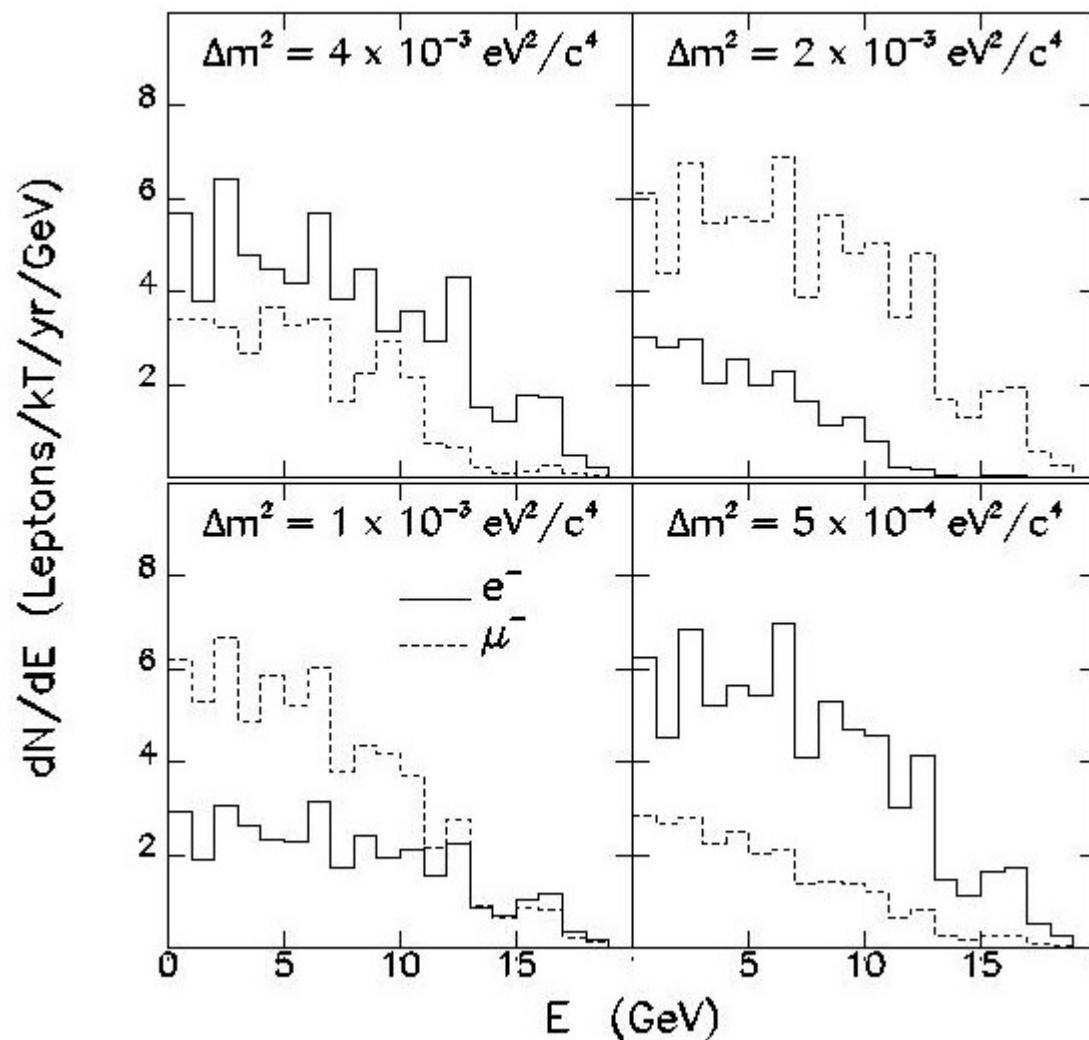 Δm² = 4 x 10⁻³ eV²/c⁴
Δm² = 2 x 10⁻³ eV²/c⁴
8
6
4
2
Δm² = 1 x 10⁻³ eV²/c⁴
Δm² = 5 x 10⁻⁴ eV²/c⁴
8
6
4
2
e⁻
μ⁻
0 5 10 15 5 10 15
E (GeV)
dN/dE (Leptons/kT/yr/GeV)